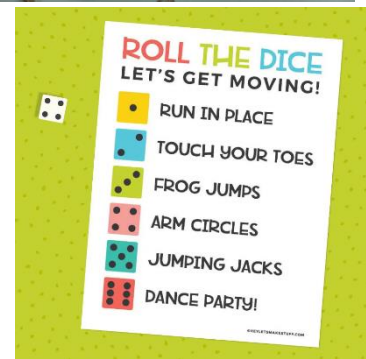 ROLL THE DICE
LET'S GET MOVING!
RUN IN PLACE
TOUCH YOUR TOES
FROG JUMPS
ARM CIRCLES
JUMPING JACKS
DANCE PARTY!